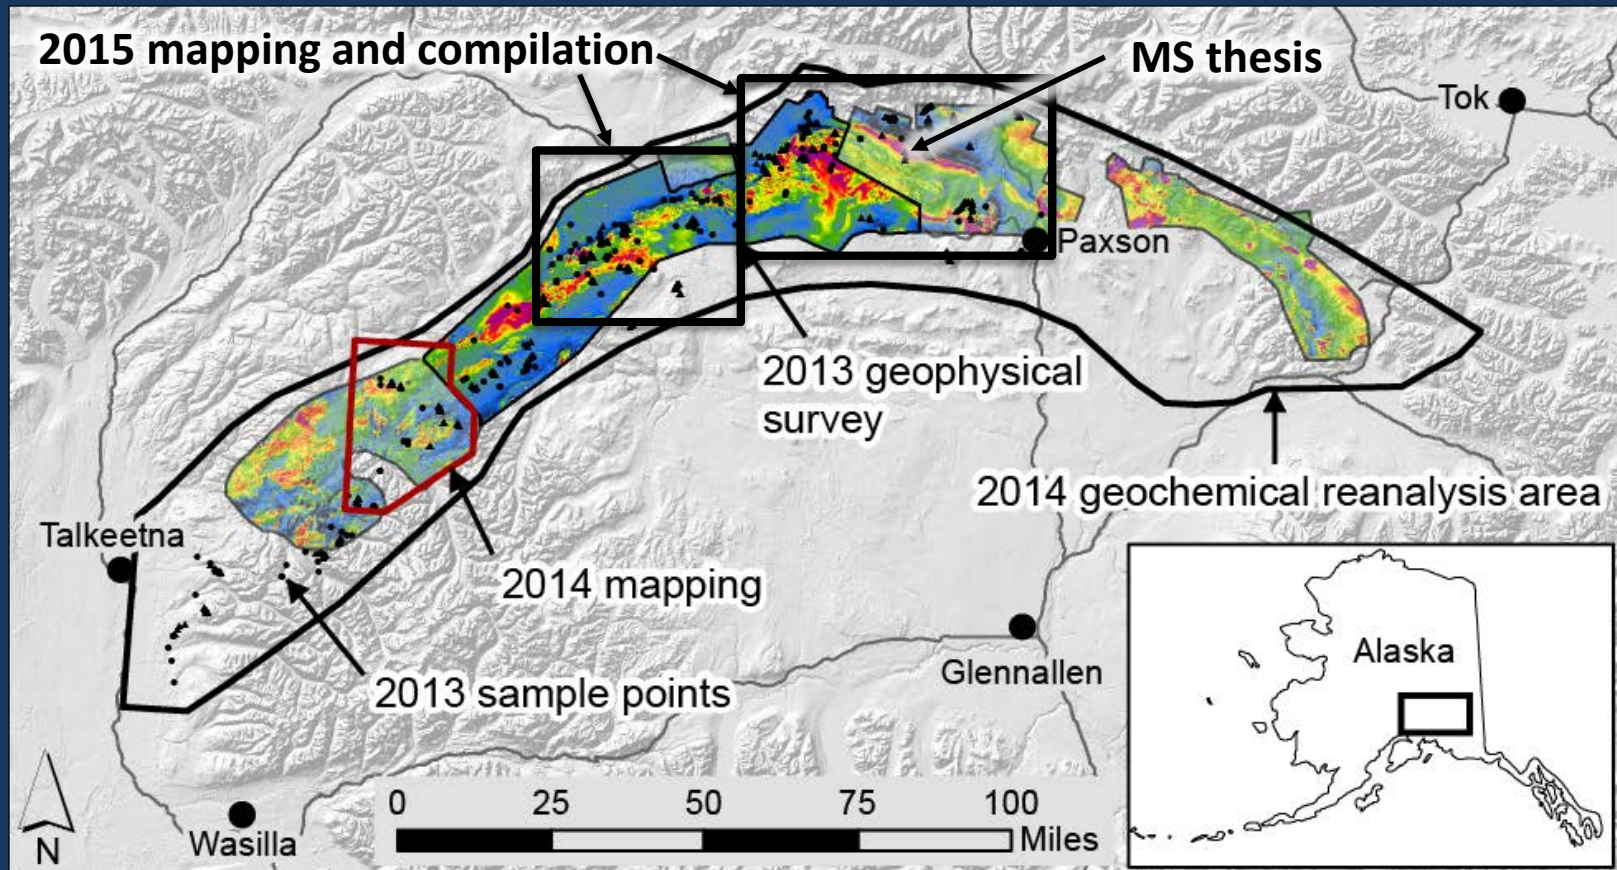 2015 mapping and compilation
MS thesis
Tok
Paxson
2013 geophysical
survey
2014 geochemical reanalysis area
Talkeetna
2014 mapping
2013 sample points
Glennallen
Alaska
Wasilla
N
0 25 50 75 100
Miles